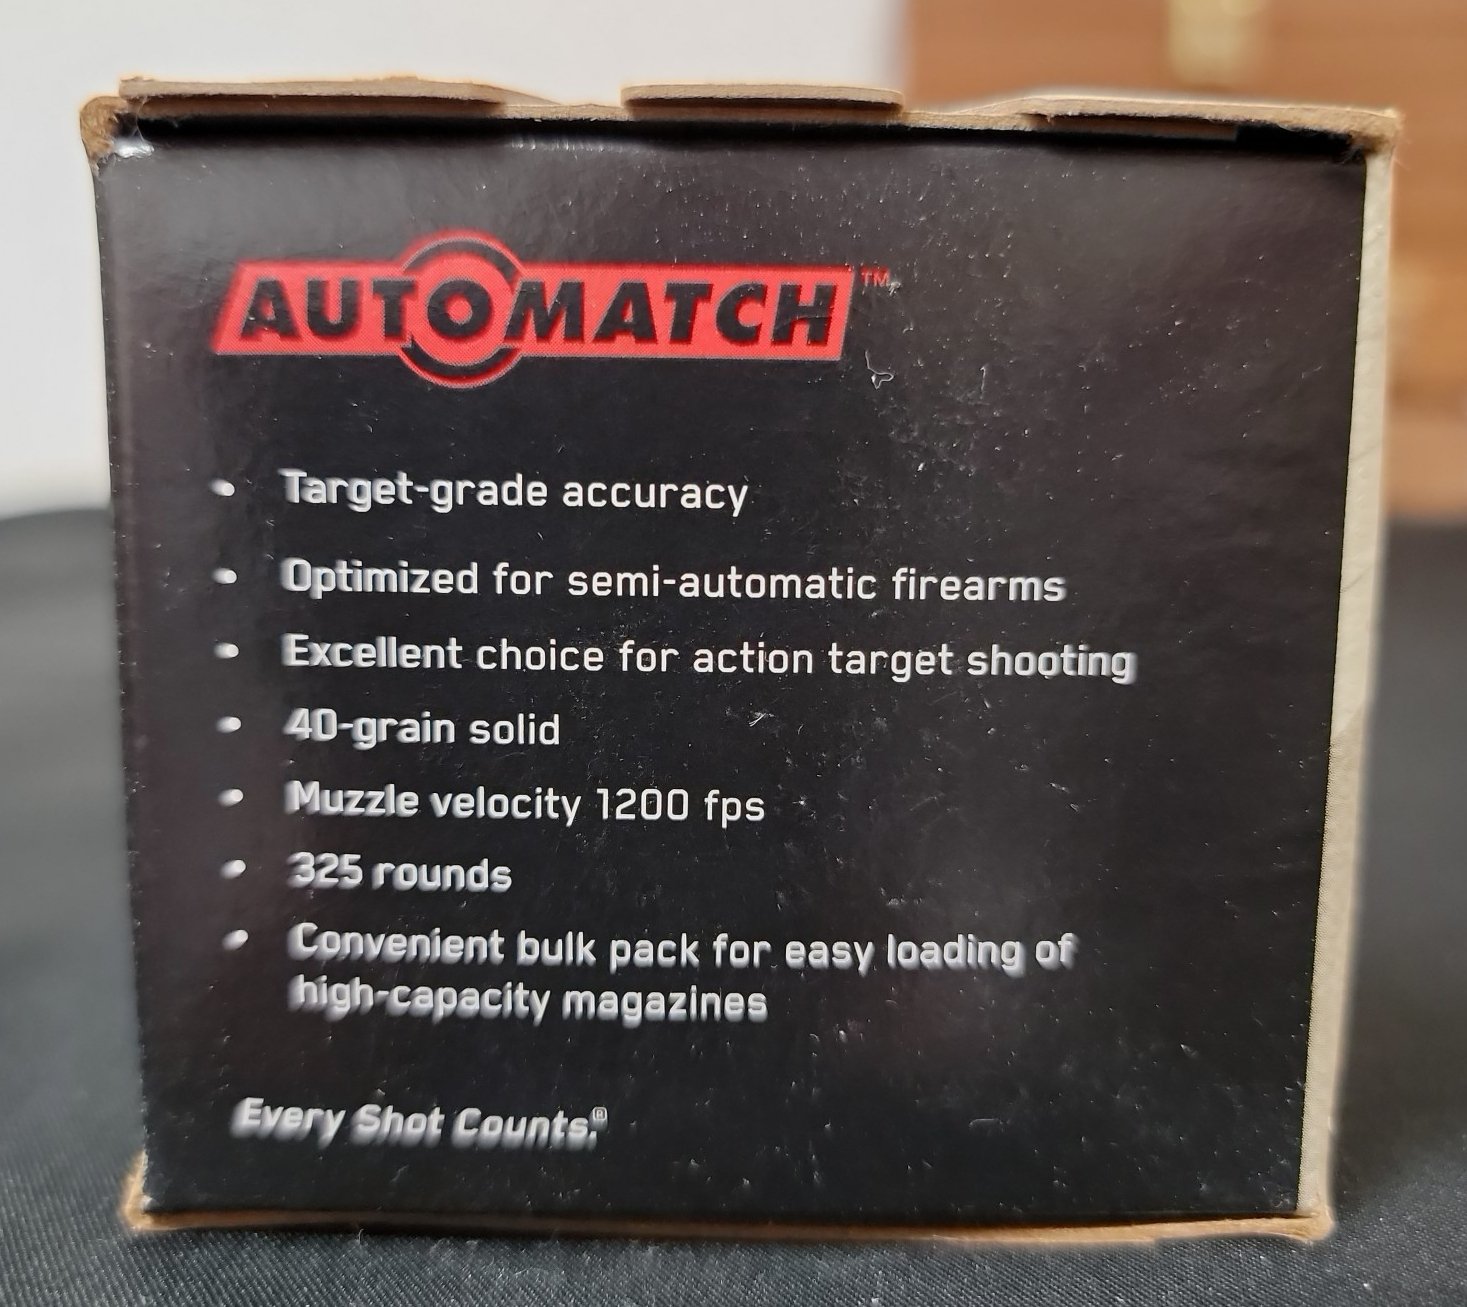 AUTOMATCH™
• Target-grade accuracy
• Optimized for semi-automatic firearms
• Excellent choice for action target shooting
• 40-grain solid
• Muzzle velocity 1200 fps
• 325 rounds
• Convenient bulk pack for easy loading of
high-capacity magazines
Every Shot Counts.®